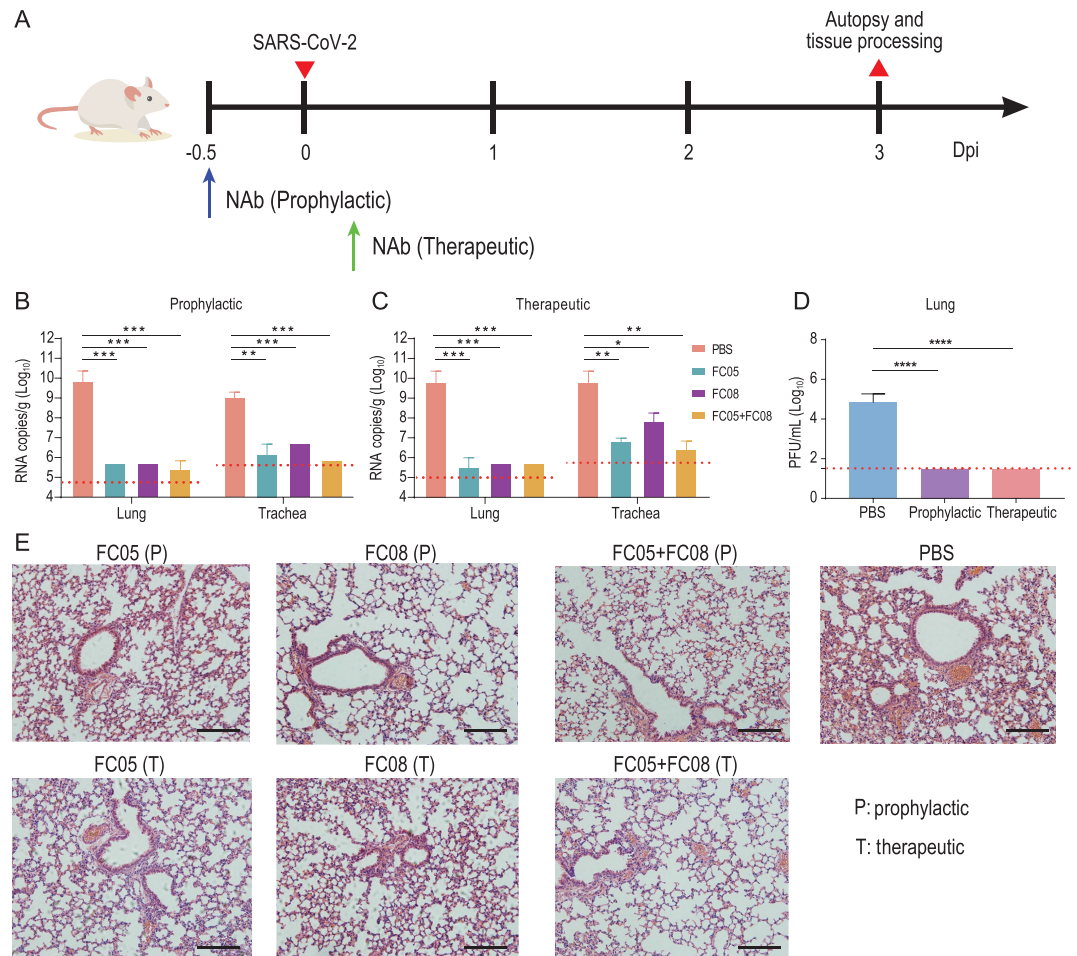 A
SARS-CoV-2
Autopsy and
tissue processing
-0.5
0
1
2
3
Dpi
NAb (Prophylactic)
NAb (Therapeutic)
B
Prophylactic
RNA copies/g (Log10)
12
11
10
9
8
7
6
5
4
***
***
***
***
***
**
Lung
Trachea
C
Therapeutic
RNA copies/g (Log10)
12
11
10
9
8
7
6
5
4
***
***
***
**
*
**
Lung
Trachea
PBS
FC05
FC08
FC05+FC08
D
Lung
PFU/mL (Log10)
8
6
4
2
0
****
****
PBS
Prophylactic
Therapeutic
E
FC05 (P)
FC08 (P)
FC05+FC08 (P)
PBS
FC05 (T)
FC08 (T)
FC05+FC08 (T)
P: prophylactic
T: therapeutic